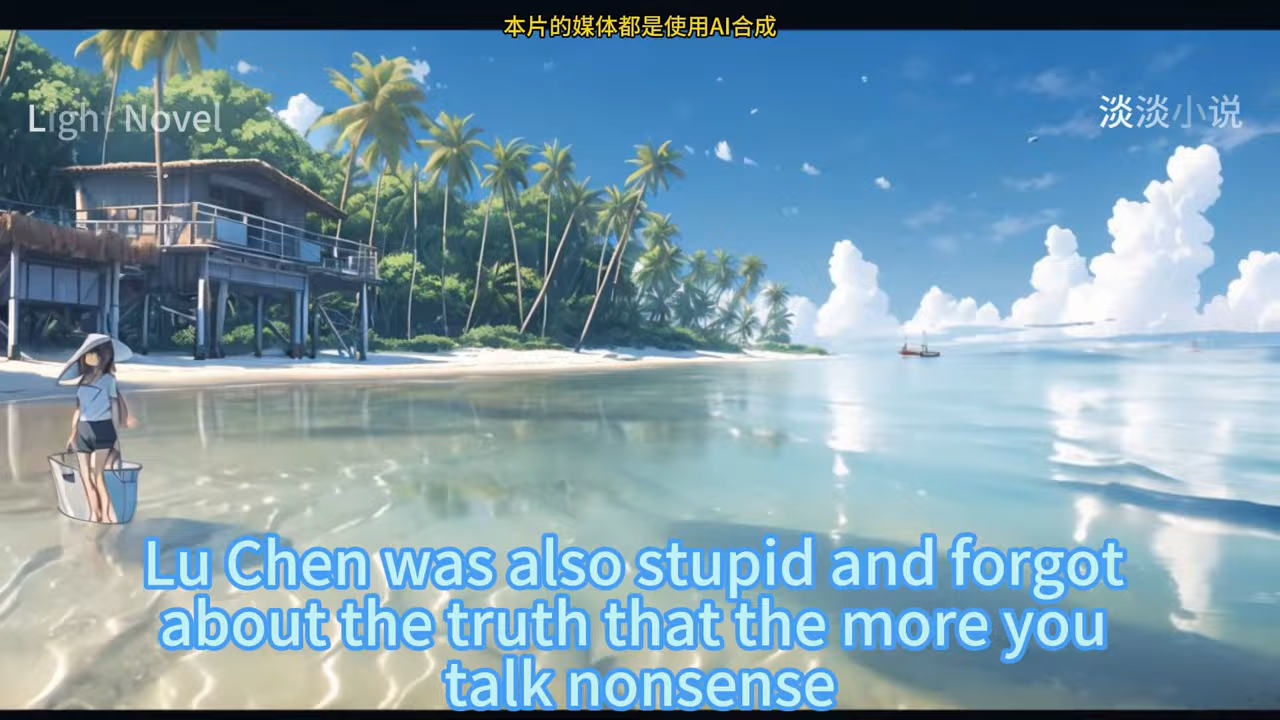 本片的媒体都是使用AI合成
Light Novel
淡淡小说
Lu Chen was also stupid and forgot
about the truth that the more you
talk nonsense